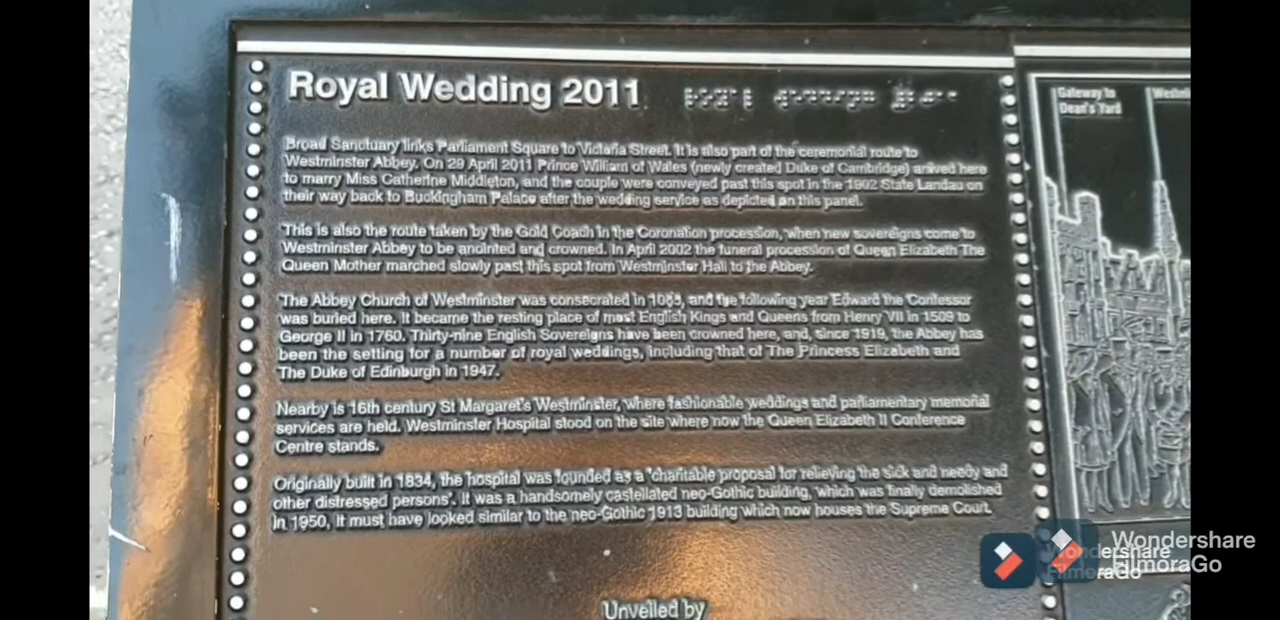 Royal Wedding 2011
Broad Sanctuary links Parliament Square to Victoria Street. It is also part of the ceremonial route to
Westminster Abbey. On 29 April 2011 Prince William of Wales (newly created Duke of Cambridge) arrived here
to marry Miss Catherine Middleton, and the couple were conveyed past this spot in the 1902 State Landau on
their way back to Buckingham Palace after the wedding service as depicted on this panel.
This is also the route taken by the Gold Coach in the Coronation procession, when new sovereigns come to
Westminster Abbey to be anointed and crowned. In April 2002 the funeral procession of Queen Elizabeth The
Queen Mother marched slowly past this spot from Westminster Hall to the Abbey.
The Abbey Church of Westminster was consecrated in 1065, and the following year Edward the Confessor
was buried here. It became the resting place of most English Kings and Queens from Henry VII in 1509 to
George II in 1760. Thirty-nine English Sovereigns have been crowned here, and, since 1919, the Abbey has
been the setting for a number of royal weddings, including that of The Princess Elizabeth and
The Duke of Edinburgh in 1947.
Nearby is 16th century St Margaret's Westminster, where fashionable weddings and parliamentary memorial
services are held. Westminster Hospital stood on the site where now the Queen Elizabeth II Conference
Centre stands.
Originally built in 1834, the hospital was founded as a 'charitable proposal for relieving the sick and needy and
other distressed persons'. It was a handsomely castellated neo-Gothic building, which was finally demolished
in 1950, it must have looked similar to the neo-Gothic 1913 building which now houses the Supreme Court.
Unveiled by
Gateway to
Dean's Yard
Wondershare
FilmoraGo